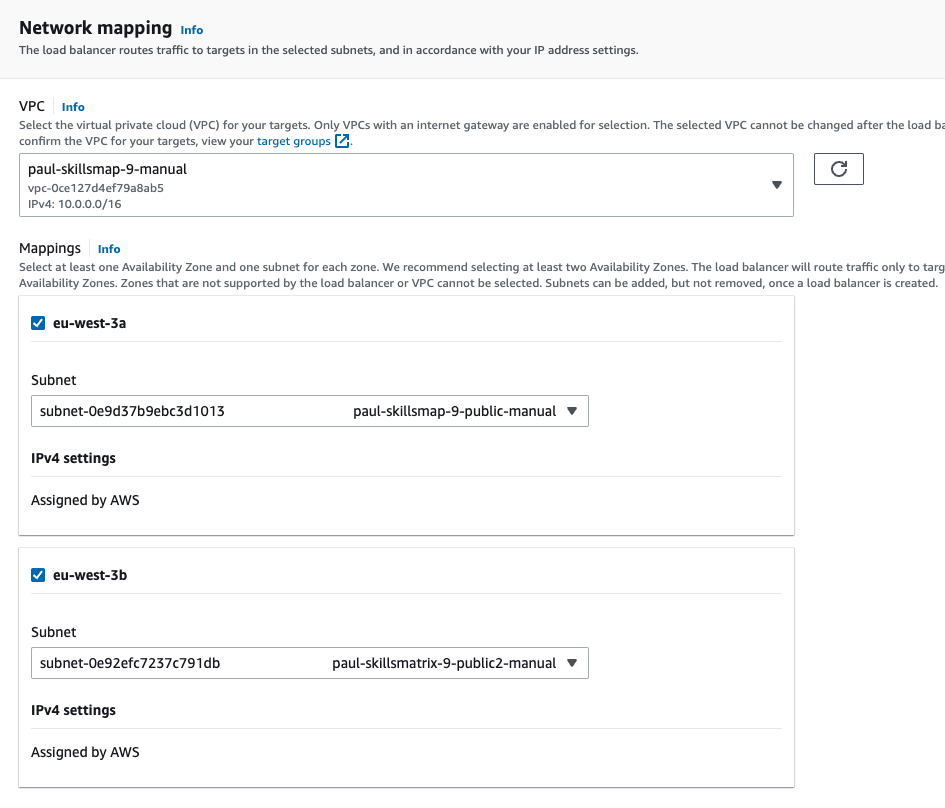 Network mapping Info
The load balancer routes traffic to targets in the selected subnets, and in accordance with your IP address settings.
VPC Info
Select the virtual private cloud (VPC) for your targets. Only VPCs with an internet gateway are enabled for selection. The selected VPC cannot be changed after the load
confirm the VPC for your targets, view your target groups.
paul-skillsmap-9-manual
vpc-0ce127d4ef79a8ab5
IPv4: 10.0.0.0/16
Mappings Info
Select at least one Availability Zone and one subnet for each zone. We recommend selecting at least two Availability Zones. The load balancer will route traffic only to
Availability Zones. Zones that are not supported by the load balancer or VPC cannot be selected. Subnets can be added, but not removed, once a load balancer is created.
eu-west-3a
Subnet
subnet-0e9d37b9ebc3d1013 paul-skillsmap-9-public-manual
IPv4 settings
Assigned by AWS
eu-west-3b
Subnet
subnet-0e92efc7237c791db paul-skillsmatrix-9-public2-manual
IPv4 settings
Assigned by AWS